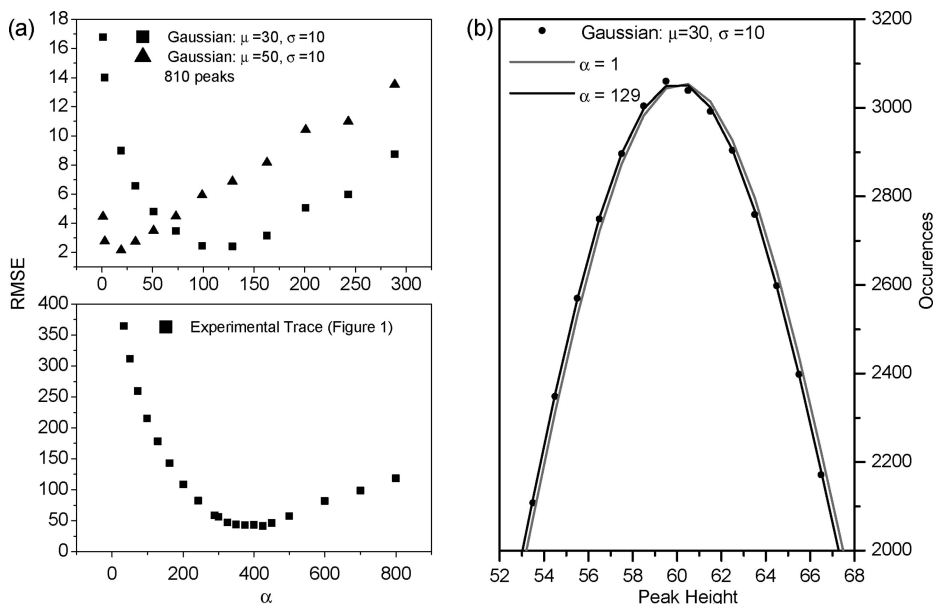 (a)
18
16
14
12
10
8
6
4
2
Gaussian: μ=30, σ=10
Gaussian: μ=50, σ=10
810 peaks
0 50 100 150 200 250 300
RMSE
400
350
300
250
200
150
100
50
0
Experimental Trace (Figure 1)
0 200 400 600 800
α
(b)
Gaussian: μ=30, σ=10
α = 1
α = 129
3200
3000
2800
2600
2400
2200
2000
Occurences
52 54 56 58 60 62 64 66 68
Peak Height